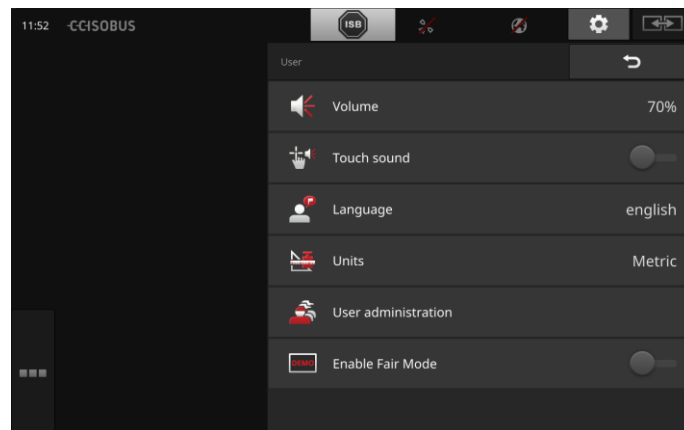 11:52 CCISOBUS ISB
User
Volume 70%
Touch sound
Language english
Units Metric
User administration
DEMO Enable Fair Mode